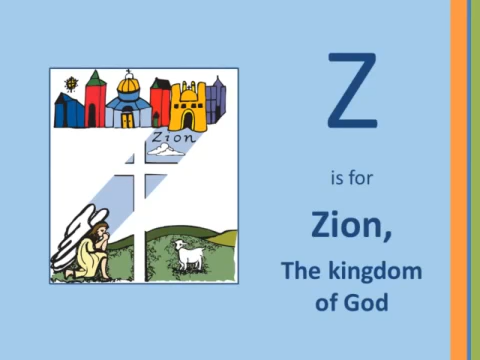 Zion
Z
is for
Zion,
The kingdom
of God